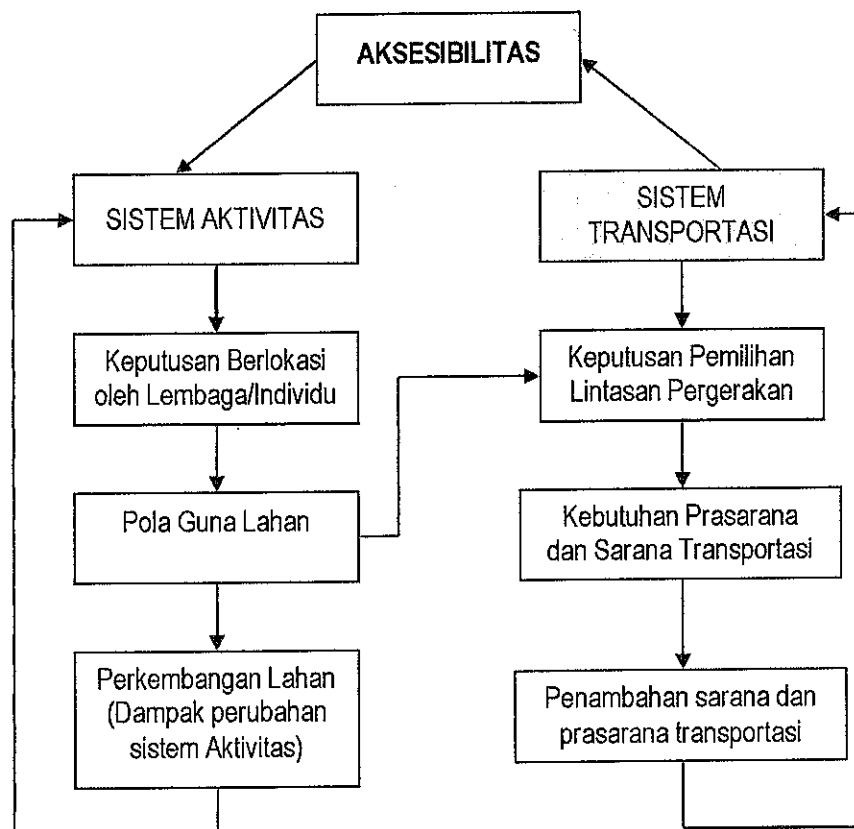 AKSESIBILITAS
SISTEM AKTIVITAS
SISTEM
TRANSPORTASI
Keputusan Berlokasi
oleh Lembaga/Individu
Keputusan Pemilihan
Lintasan Pergerakan
Pola Guna Lahan
Kebutuhan Prasarana
dan Sarana Transportasi
Perkembangan Lahan
(Dampak perubahan
sistem Aktivitas)
Penambahan sarana dan
prasarana transportasi